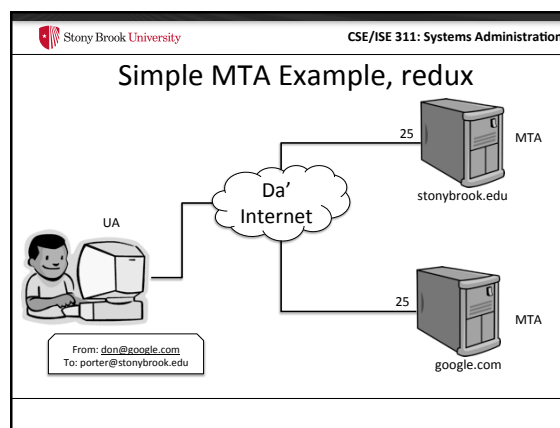 Stony Brook University
CSE/ISE 311: Systems Administration
Simple MTA Example, redux
25
MTA
stonybrook.edu
Da'
Internet
UA
25
MTA
google.com
From: don@google.com
To: porter@stonybrook.edu